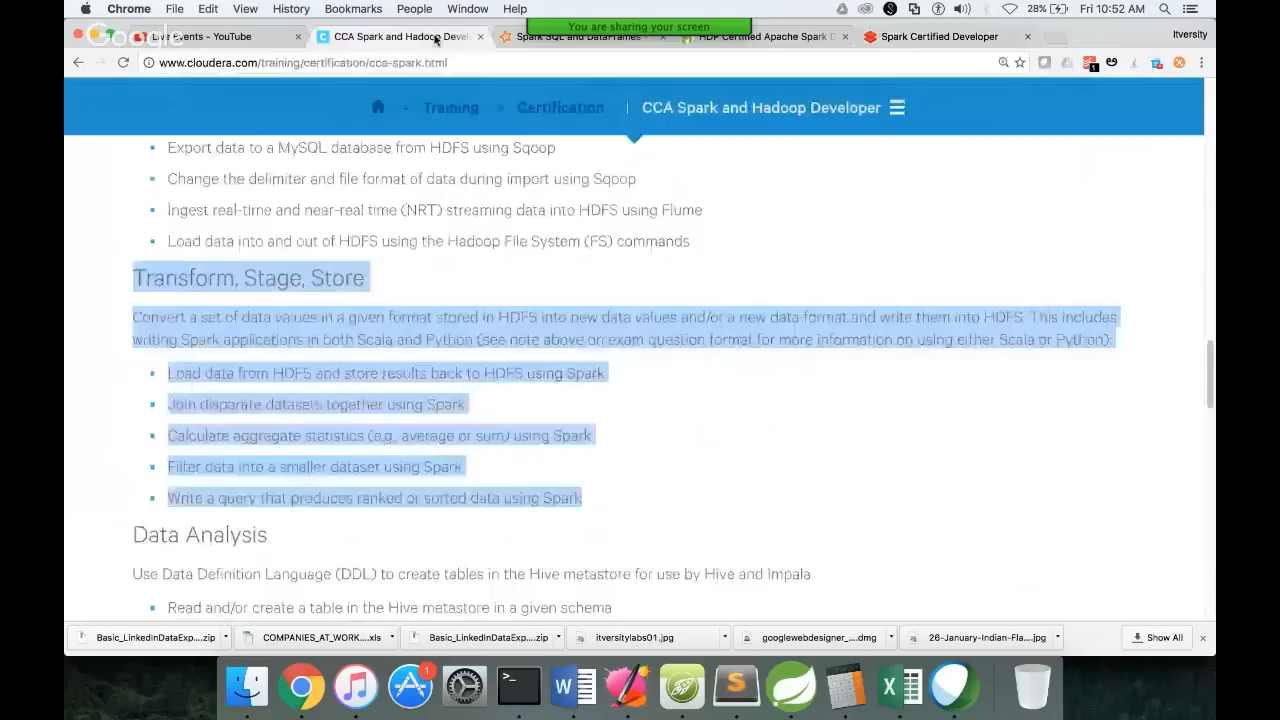 Chrome File Edit View History Bookmarks People Window Help 28% Fri 10:52 AM
You are sharing your screen
Google
Live Events - YouTube × CCA Spark and Hadoop Devel × Spark SQL and DataFrames - × HDP Certified Apache Spark D × Spark Certified Developer × Itversity
www.cloudera.com/training/certification/cca-spark.html 1
Training > Certification | CCA Spark and Hadoop Developer
Export data to a MySQL database from HDFS using Sqoop
Change the delimiter and file format of data during import using Sqoop
Ingest real-time and near-real time (NRT) streaming data into HDFS using Flume
Load data into and out of HDFS using the Hadoop File System (FS) commands
Transform, Stage, Store
Convert a set of data values in a given format stored in HDFS into new data values and/or a new data format and write them into HDFS. This includes
writing Spark applications in both Scala and Python (see note above on exam question format for more information on using either Scala or Python):
Load data from HDFS and store results back to HDFS using Spark
Join disparate datasets together using Spark
Calculate aggregate statistics (e.g., average or sum) using Spark
Filter data into a smaller dataset using Spark
Write a query that produces ranked or sorted data using Spark
Data Analysis
Use Data Definition Language (DDL) to create tables in the Hive metastore for use by Hive and Impala.
Read and/or create a table in the Hive metastore in a given schema
Basic_LinkedInDataExp....zip COMPANIES_AT_WORK....xls Basic_LinkedInDataExp....zip itversitylabs01.jpg googlewebdesigner_....dmg 26-January-Indian-Fla....jpg Show All ×
1